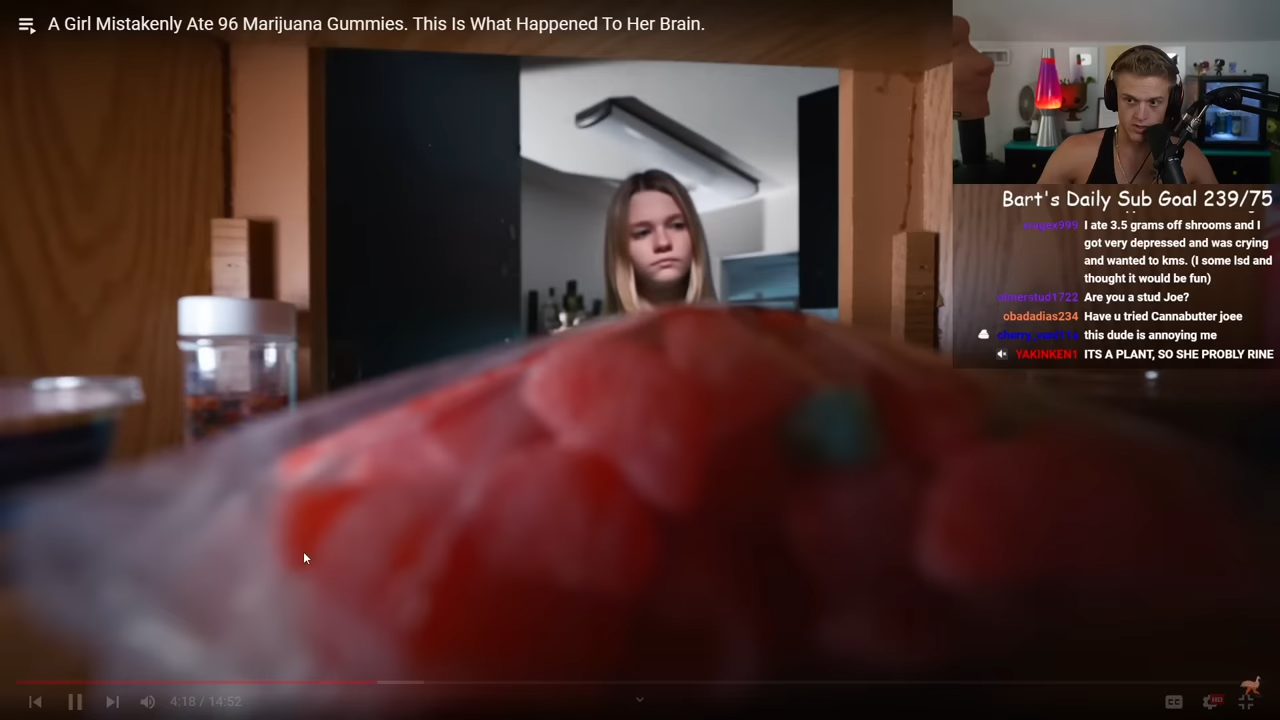 A Girl Mistakenly Ate 96 Marijuana Gummies. This Is What Happened To Her Brain.
Bart's Daily Sub Goal 239/75
I ate 3.5 grams off shrooms and I
got very depressed and was crying
and wanted to kms. (I some lsd and
thought it would be fun)
Are you a stud Joe?
obadadias234 Have u tried Cannabutter joee
this dude is annoying me
YAKINKEN1 ITS A PLANT, SO SHE PROBLY RINE
4:18 / 14:52
CC
HD